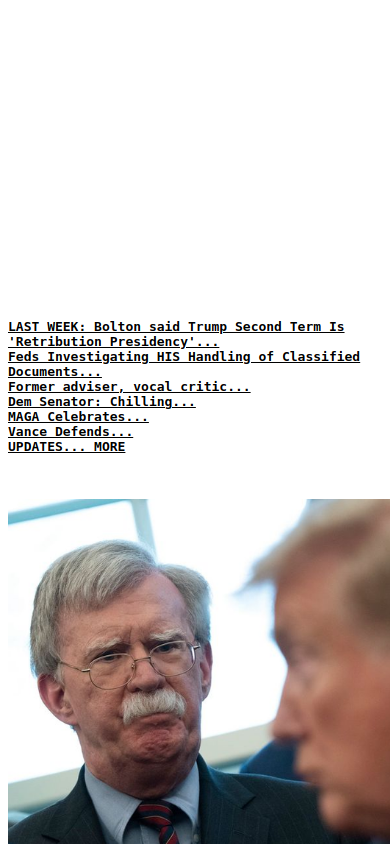 LAST WEEK: Bolton said Trump Second Term Is
'Retribution Presidency'...
Feds Investigating HIS Handling of Classified
Documents...
Former adviser, vocal critic...
Dem Senator: Chilling...
MAGA Celebrates...
Vance Defends...
UPDATES... MORE